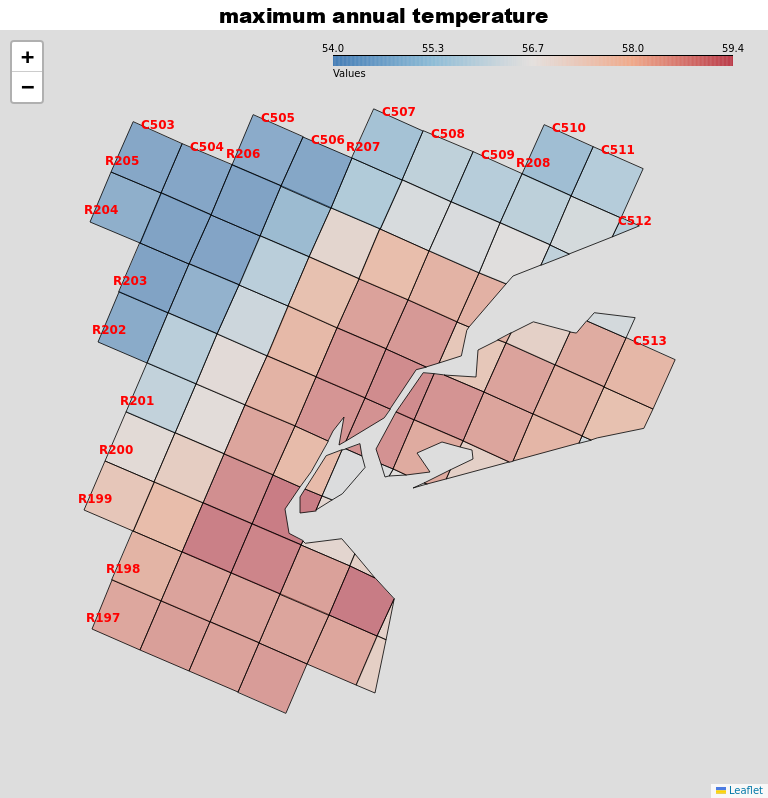 maximum annual temperature
+
−
54.0 55.3 56.7 58.0 59.4
Values
C507
C505
C503
C510
C508
C506
C504
R207
C511
C509
R206
R205
R208
R204
C512
R203
R202
C513
R201
R200
R199
R198
R197
Leaflet